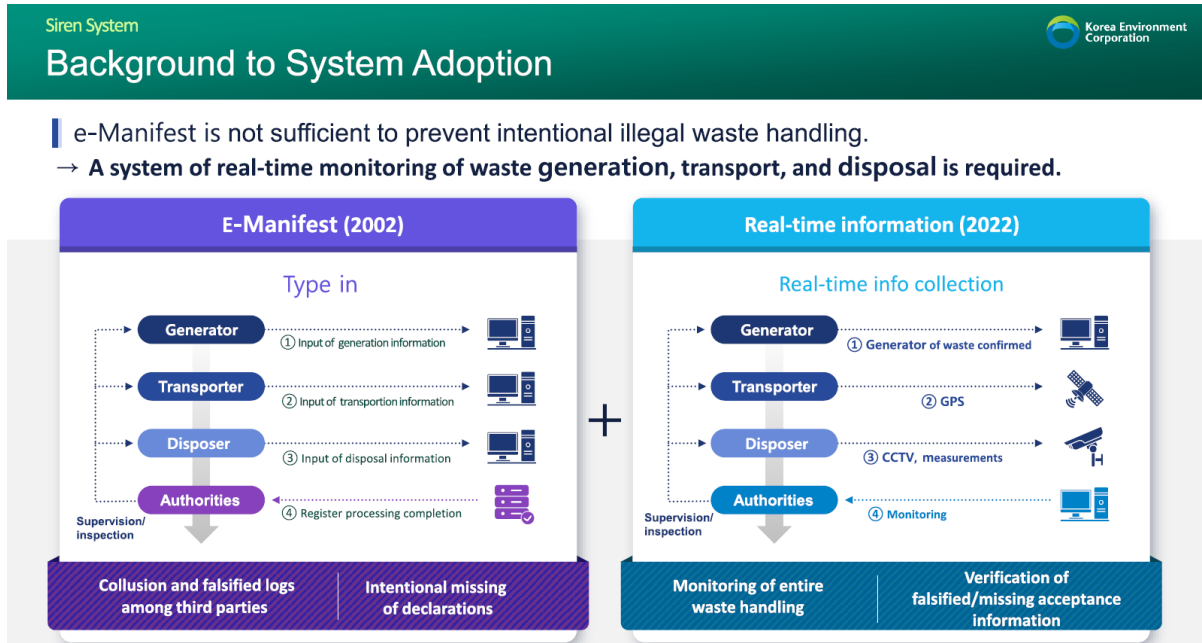 Siren System
Background to System Adoption
Korea Environment
Corporation
e-Manifest is not sufficient to prevent intentional illegal waste handling.
→ A system of real-time monitoring of waste generation, transport, and disposal is required.
E-Manifest (2002)
Type in
Generator
① Input of generation information
Transporter
② Input of transportion information
Disposer
③ Input of disposal information
Authorities
④ Register processing completion
Supervision/
inspection
Collusion and falsified logs
among third parties
Intentional missing
of declarations
+
Real-time information (2022)
Real-time info collection
Generator
① Generator of waste confirmed
Transporter
② GPS
Disposer
③ CCTV, measurements
Authorities
④ Monitoring
Supervision/
inspection
Monitoring of entire
waste handling
Verification of
falsified/missing acceptance
information